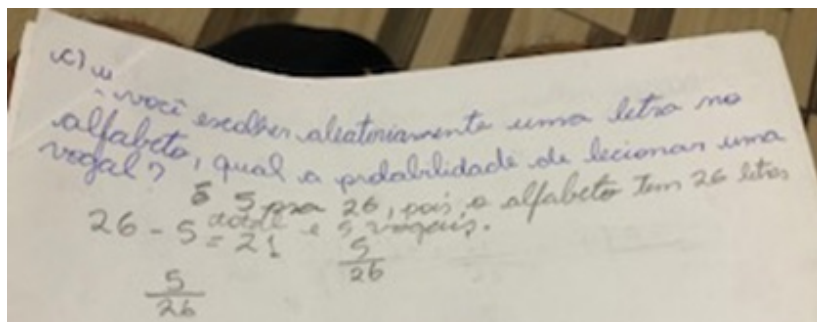 c) você escolher aleatoriamente uma letra no
alfabeto, qual a probabilidade de lecionar uma
vogal?
É 5 para 26, pois, o alfabeto tem 26 letras
e 5 vogais.
26 - 5 = 21
5/26
5/26